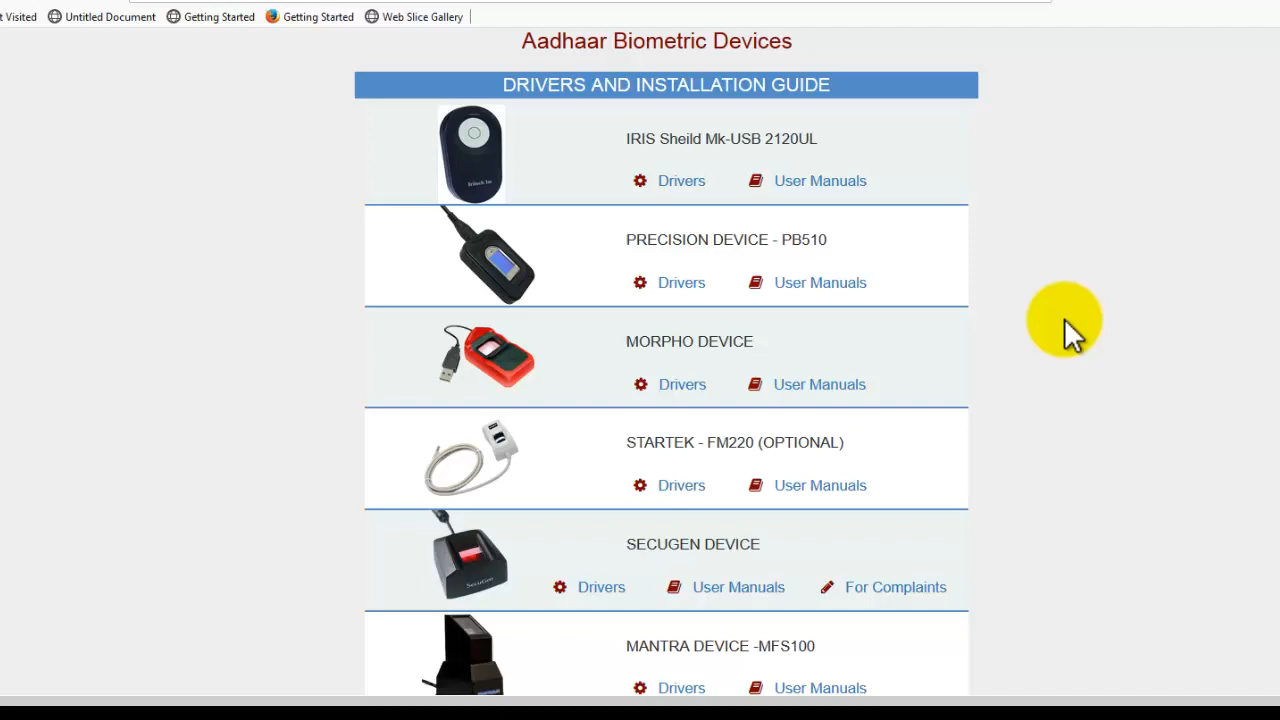 t Visited Untitled Document Getting Started Getting Started Web Slice Gallery
Aadhaar Biometric Devices
DRIVERS AND INSTALLATION GUIDE
IRIS Sheild Mk-USB 2120UL
Drivers User Manuals
PRECISION DEVICE - PB510
Drivers User Manuals
MORPHO DEVICE
Drivers User Manuals
STARTEK - FM220 (OPTIONAL)
Drivers User Manuals
SECUGEN DEVICE
SecuGen
Drivers User Manuals For Complaints
MANTRA DEVICE -MFS100
Drivers User Manuals